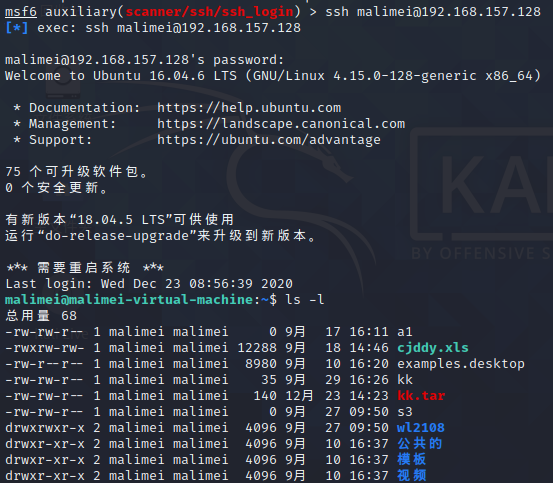 msf6 auxiliary(scanner/ssh/ssh_login) > ssh malimei@192.168.157.128
[*] exec: ssh malimei@192.168.157.128
malimei@192.168.157.128's password:
Welcome to Ubuntu 16.04.6 LTS (GNU/Linux 4.15.0-128-generic x86_64)
* Documentation:  https://help.ubuntu.com
* Management:     https://landscape.canonical.com
* Support:        https://ubuntu.com/advantage
75 个可升级软件包。
0 个安全更新。
有新版本“18.04.5 LTS”可供使用
运行“do-release-upgrade”来升级到新版本。
*** 需要重启系统 ***
Last login: Wed Dec 23 08:56:39 2020
malimei@malimei-virtual-machine:~$ ls -l
总用量 68
-rw-rw-r-- 1 malimei malimei     0 9月   17 16:11 a1
-rwxrw-rw- 1 malimei malimei 12288 9月   18 14:46 cjddy.xls
-rw-r--r-- 1 malimei malimei  8980 9月   10 16:20 examples.desktop
-rw-r--r-- 1 malimei malimei    35 9月   29 16:26 kk
-rw-r--r-- 1 malimei malimei   140 12月  23 14:23 kk.tar
-rw-r--r-- 1 malimei malimei     0 9月   27 09:50 s3
drwxrwxr-x 2 malimei malimei  4096 9月   27 09:50 wl2108
drwxr-xr-x 2 malimei malimei  4096 9月   10 16:37 公共的
drwxr-xr-x 2 malimei malimei  4096 9月   10 16:37 模板
drwxr-xr-x 2 malimei malimei  4096 9月   10 16:37 视频
KA
BY OFFENSIVE S